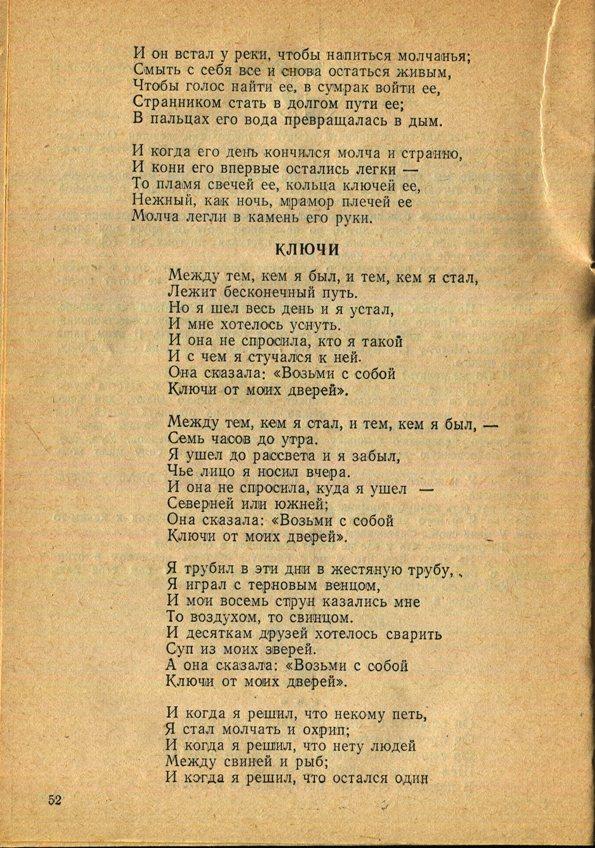 И он встал у реки, чтобы напиться молчанья;
Смыть с себя все и снова остаться живым,
Чтобы голос найти ее, в сумрак войти ее,
Странником стать в долгом пути ее;
В пальцах его вода превращалась в дым.
И когда его день кончился молча и странно,
И кони его впервые остались легки —
То пламя свечей ее, кольца ключей ее,
Нежный, как ночь, мрамор плечей ее
Молча легли в камень его руки.
КЛЮЧИ
Между тем, кем я был, и тем, кем я стал,
Лежит бесконечный путь.
Но я шел весь день и я устал,
И мне хотелось уснуть.
И она не спросила, кто я такой
И с чем я стучался к ней.
Она сказала: «Возьми с собой
Ключи от моих дверей».
Между тем, кем я стал, и тем, кем я был, —
Семь часов до утра.
Я ушел до рассвета и я забыл,
Чье лицо я носил вчера.
И она не спросила, куда я ушел —
Северней или южней;
Она сказала: «Возьми с собой
Ключи от моих дверей».
Я трубил в эти дни в жестяную трубу,
Я играл с терновым венцом,
И мои восемь струн казались мне
То воздухом, то свинцом.
И десяткам друзей хотелось сварить
Суп из моих зверей.
А она сказала: «Возьми с собой
Ключи от моих дверей».
И когда я решил, что некому петь,
Я стал молчать и охрип;
И когда я решил, что нету людей
Между свиней и рыб;
И когда я решил, что остался один
52